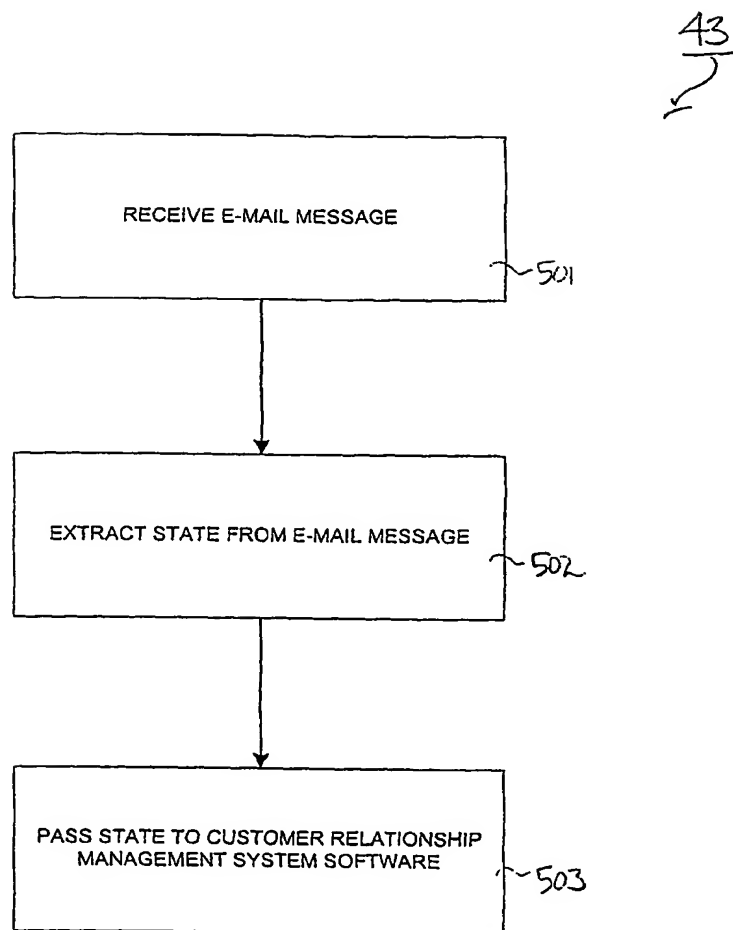 43
RECEIVE E-MAIL MESSAGE
501
EXTRACT STATE FROM E-MAIL MESSAGE
502
PASS STATE TO CUSTOMER RELATIONSHIP
MANAGEMENT SYSTEM SOFTWARE
503